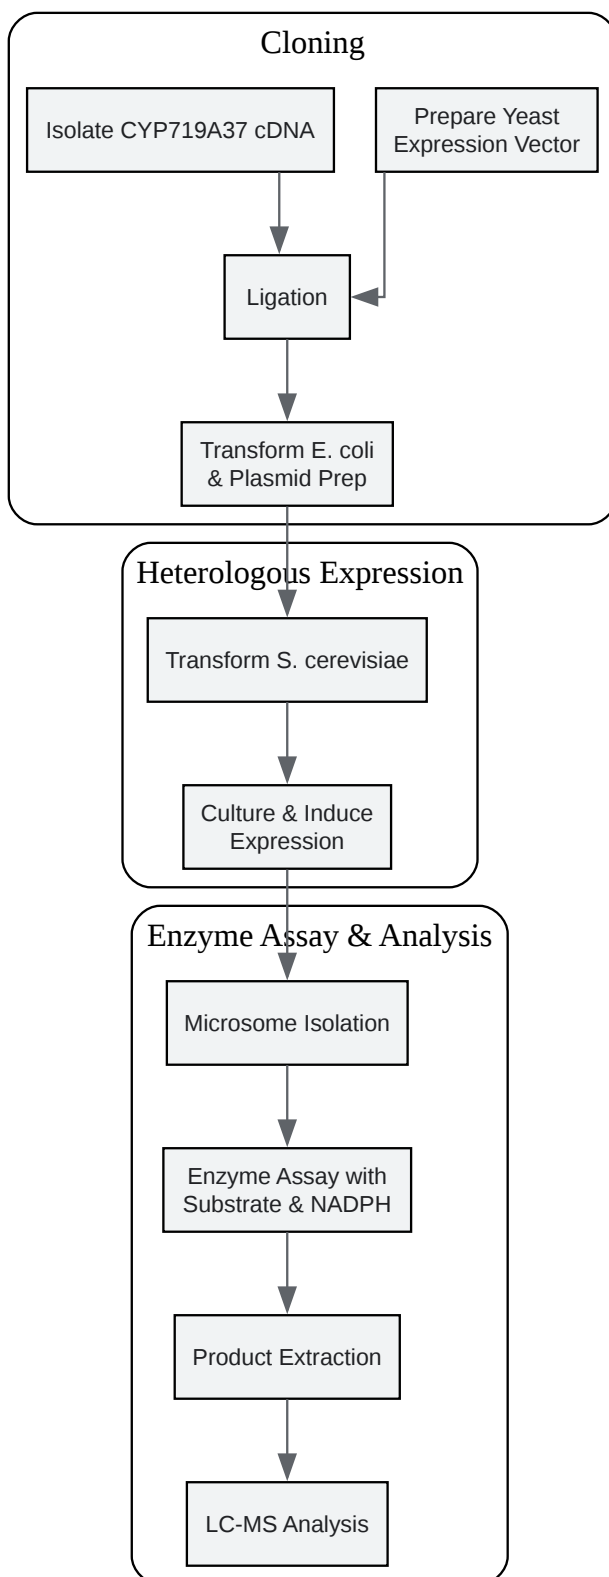 Cloning
Isolate CYP719A37 cDNA
Prepare Yeast
Expression Vector
Ligation
Transform E. coli
& Plasmid Prep
Heterologous Expression
Transform S. cerevisiae
Culture & Induce
Expression
Enzyme Assay & Analysis
Microsome Isolation
Enzyme Assay with
Substrate & NADPH
Product Extraction
LC-MS Analysis